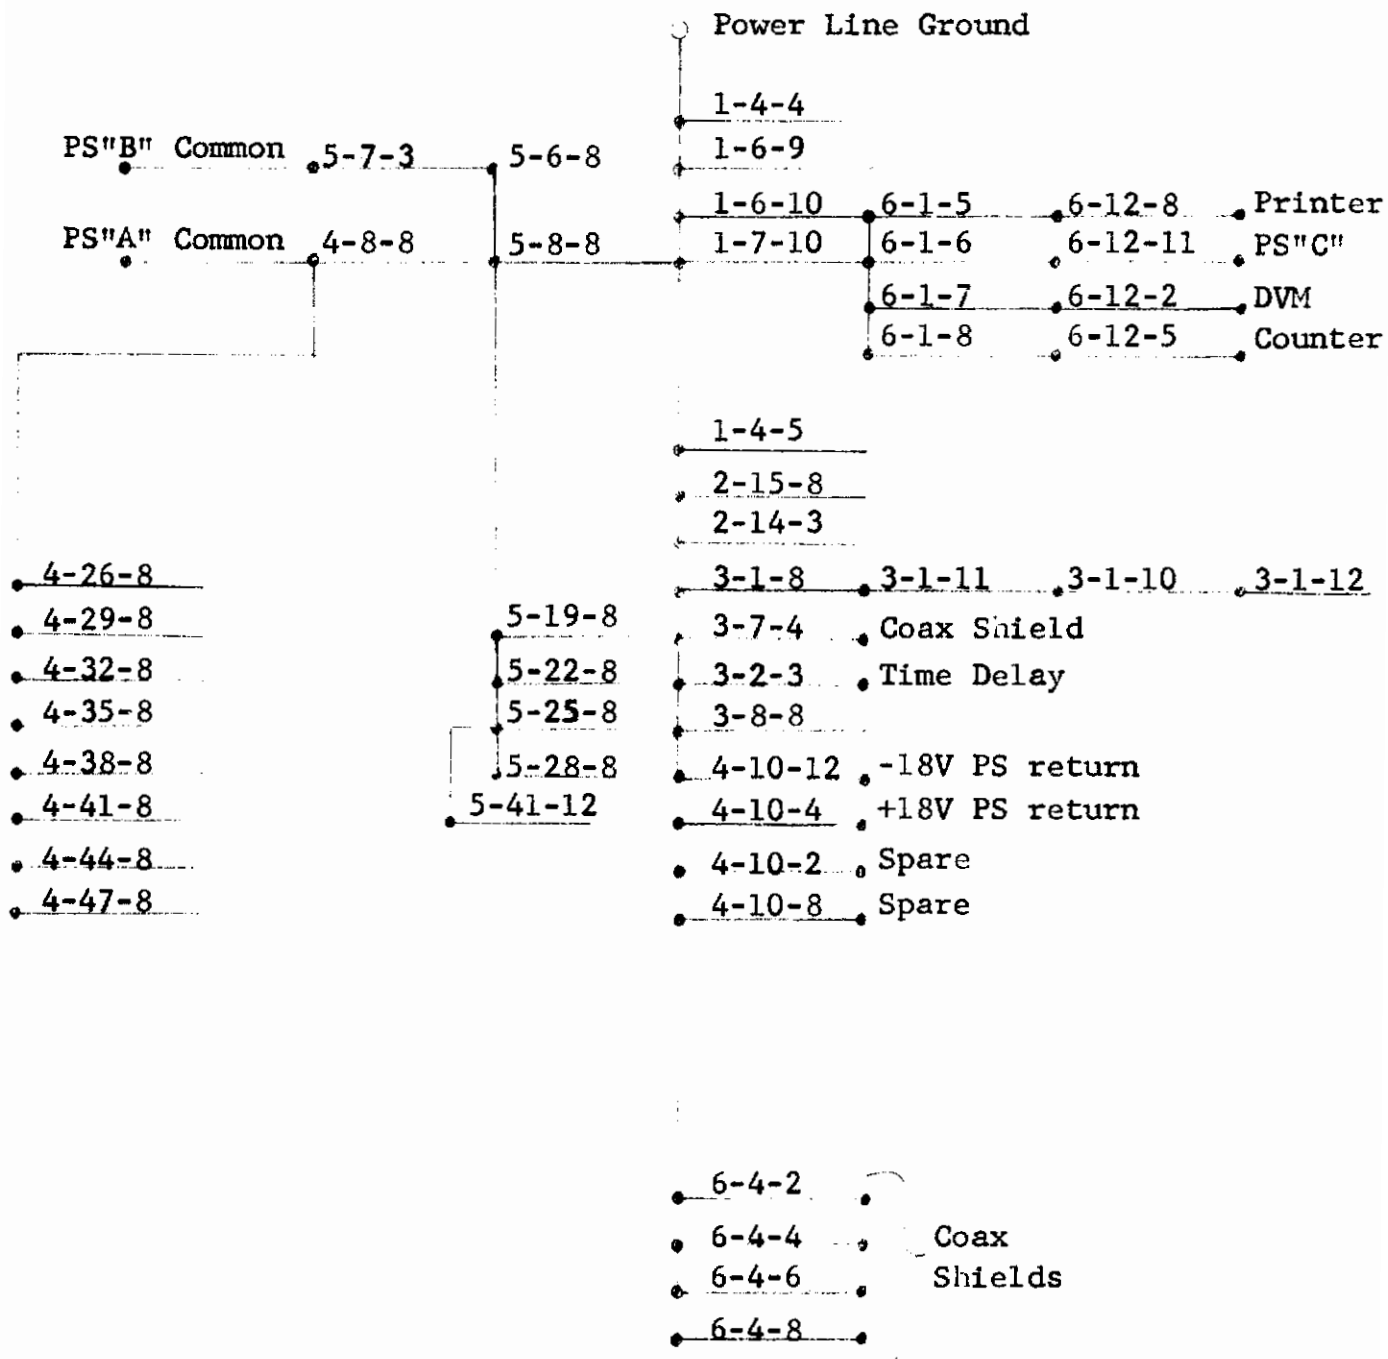 Power Line Ground
1-4-4
PS"B" Common 5-7-3 5-6-8 1-6-9
1-6-10 6-1-5 6-12-8 Printer
PS"A" Common 4-8-8 5-8-8 1-7-10 6-1-6 6-12-11 PS"C"
6-1-7 6-12-2 DVM
6-1-8 6-12-5 Counter
1-4-5
2-15-8
2-14-3
4-26-8 3-1-8 3-1-11 3-1-10 3-1-12
4-29-8 5-19-8 3-7-4 Coax Shield
4-32-8 5-22-8 3-2-3 Time Delay
4-35-8 5-25-8 3-8-8
4-38-8 5-28-8 4-10-12 -18V PS return
4-41-8 5-41-12 4-10-4 +18V PS return
4-44-8 4-10-2 Spare
4-47-8 4-10-8 Spare
6-4-2
6-4-4 Coax
6-4-6 Shields
6-4-8